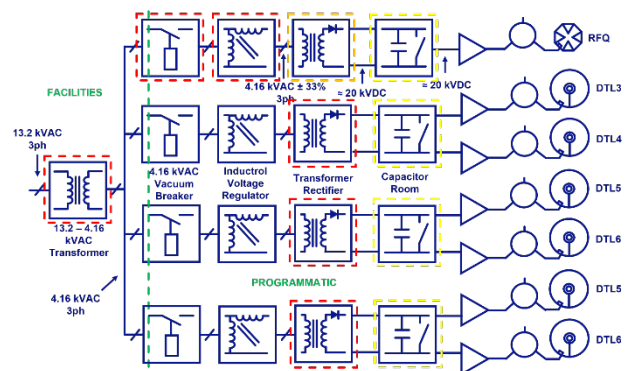 RFQ
4.16 kVAC ± 33%
3ph
≈ 20 kVDC
≈ 20 kVDC
FACILITIES
DTL3
13.2 kVAC
3ph
DTL4
4.16 kVAC
Vacuum
Breaker
Inductrol
Voltage
Regulator
Transformer
Rectifier
Capacitor
Room
DTL5
13.2 – 4.16
kVAC
Transformer
DTL6
4.16 kVAC
3ph
PROGRAMMATIC
DTL5
DTL6